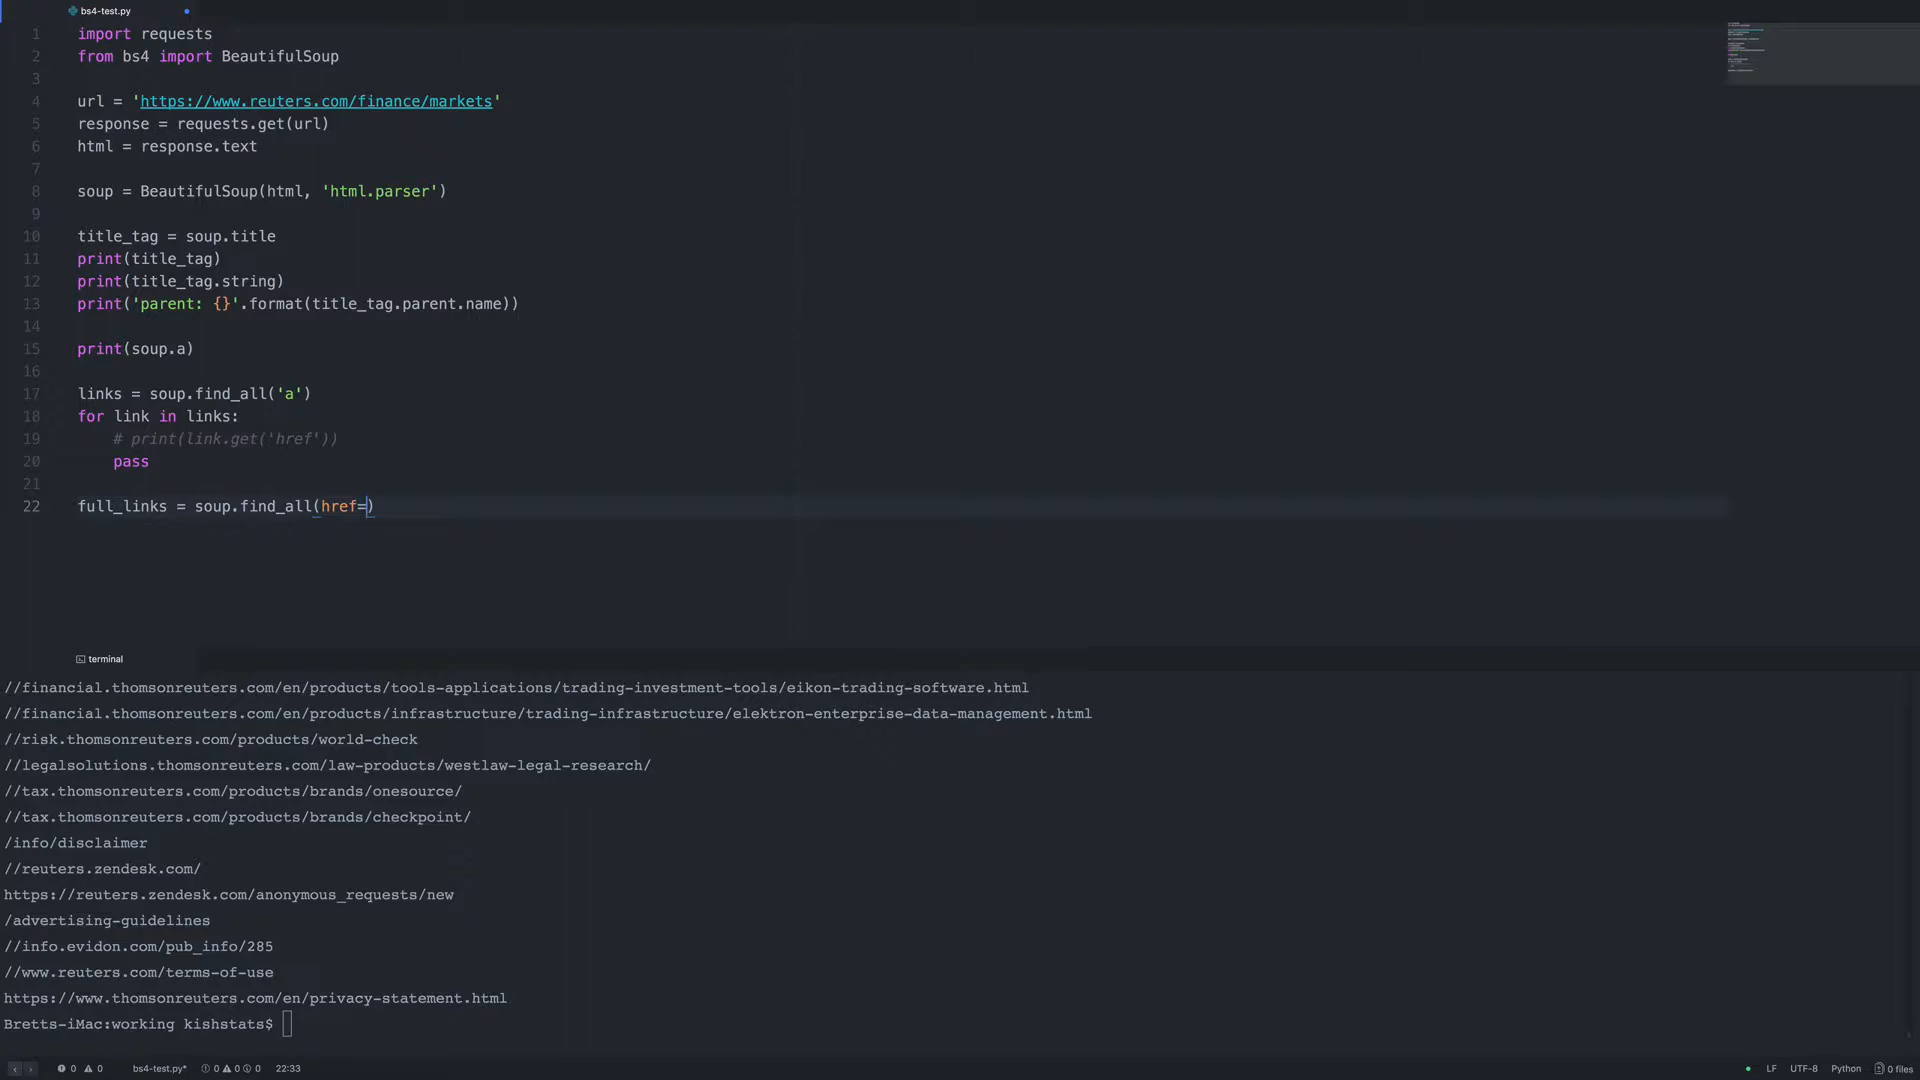 bs4-test.py
1 import requests
2 from bs4 import BeautifulSoup
3
4 url = 'https://www.reuters.com/finance/markets'
5 response = requests.get(url)
6 html = response.text
7
8 soup = BeautifulSoup(html, 'html.parser')
9
10 title_tag = soup.title
11 print(title_tag)
12 print(title_tag.string)
13 print('parent: {}'.format(title_tag.parent.name))
14
15 print(soup.a)
16
17 links = soup.find_all('a')
18 for link in links:
19     # print(link.get('href'))
20     pass
21
22 full_links = soup.find_all(href=)
terminal
//financial.thomsonreuters.com/en/products/tools-applications/trading-investment-tools/eikon-trading-software.html
//financial.thomsonreuters.com/en/products/infrastructure/trading-infrastructure/elektron-enterprise-data-management.html
//risk.thomsonreuters.com/products/world-check
//legalsolutions.thomsonreuters.com/law-products/westlaw-legal-research/
//tax.thomsonreuters.com/products/brands/onesource/
//tax.thomsonreuters.com/products/brands/checkpoint/
/info/disclaimer
//reuters.zendesk.com/
https://reuters.zendesk.com/anonymous_requests/new
/advertising-guidelines
//info.evidon.com/pub_info/285
//www.reuters.com/terms-of-use
https://www.thomsonreuters.com/en/privacy-statement.html
Bretts-iMac:working kishstats$
0 0 bs4-test.py* 0 0 0 22:33 LF UTF-8 Python 0 files